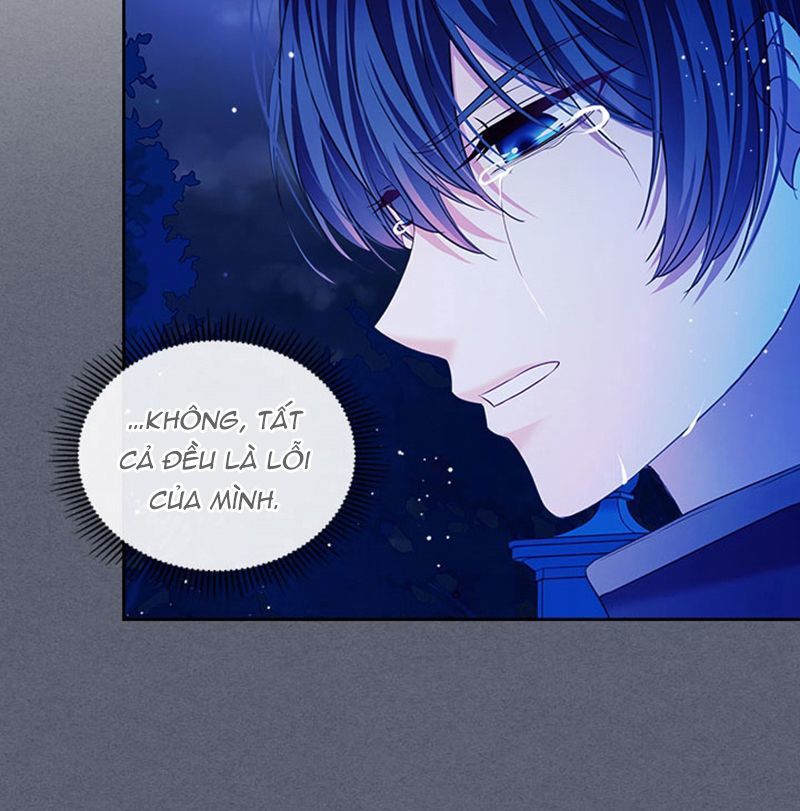 ...KHÔNG, TẤT
CẢ ĐỀU LÀ LỖI
CỦA MÌNH.